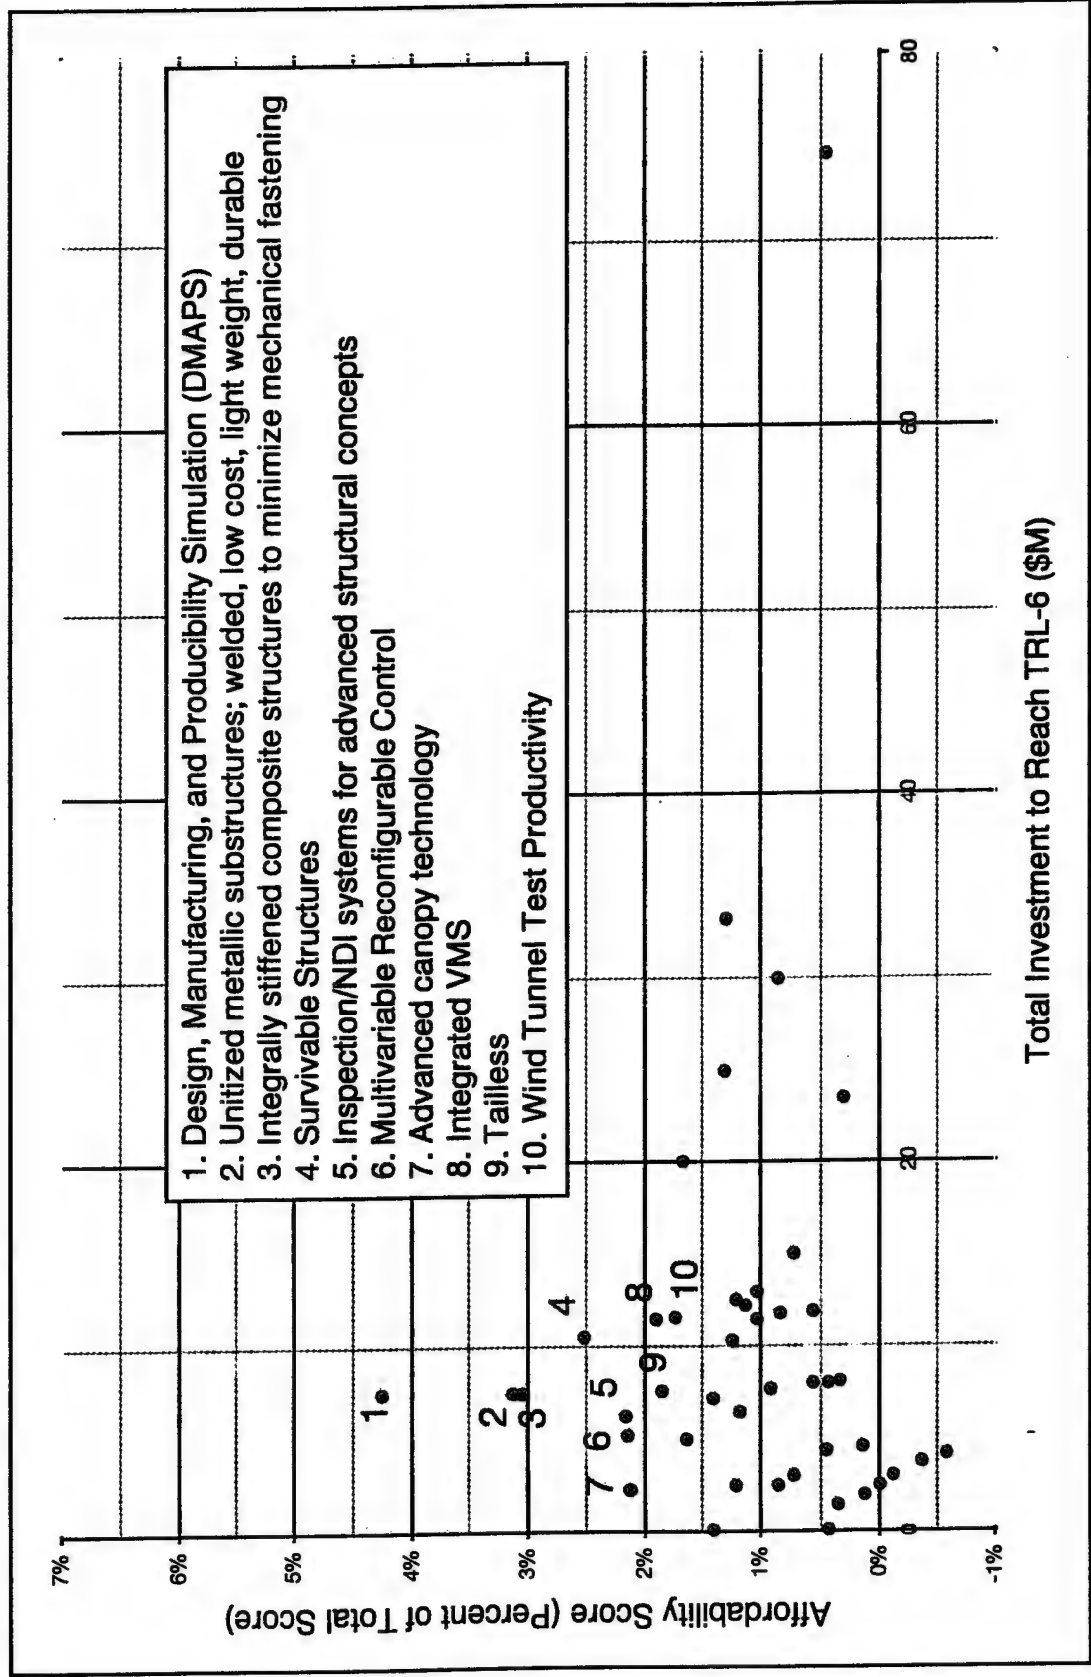 Affordability Score (Percent of Total Score)
7%
6%
5%
4%
3%
2%
1%
0%
-1%
1. Design, Manufacturing, and Producibility Simulation (DMAPS)
2. Unitized metallic substructures; welded, low cost, light weight, durable
3. Integrally stiffened composite structures to minimize mechanical fastening
4. Survivable Structures
5. Inspection/NDI systems for advanced structural concepts
6. Multivariable Reconfigurable Control
7. Advanced canopy technology
8. Integrated VMS
9. Tailless
10. Wind Tunnel Test Productivity
1
2
3
4
5
6
7
8
9
10
0
20
40
60
80
Total Investment to Reach TRL-6 ($M)